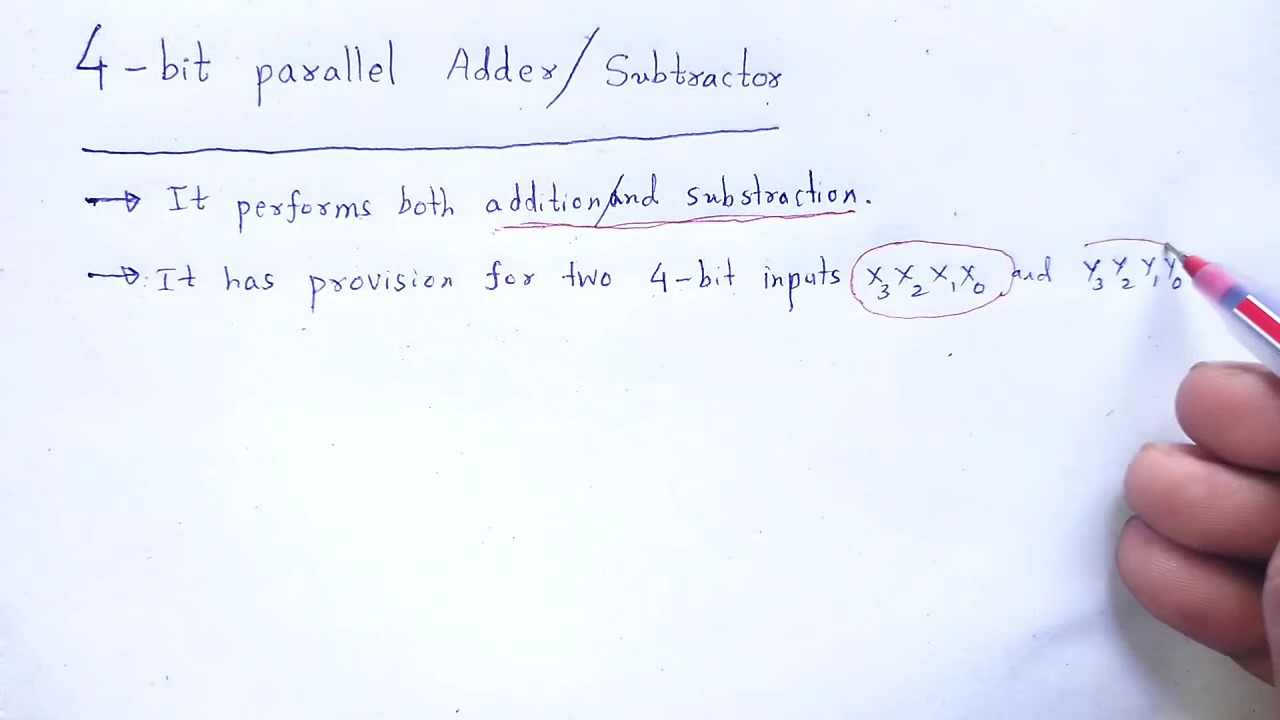 4-bit parallel Adder/Subtractor
→ It performs both addition/and substraction.
→ It has provision for two 4-bit inputs X₃X₂X₁X₀ and Y₃Y₂Y₁Y₀